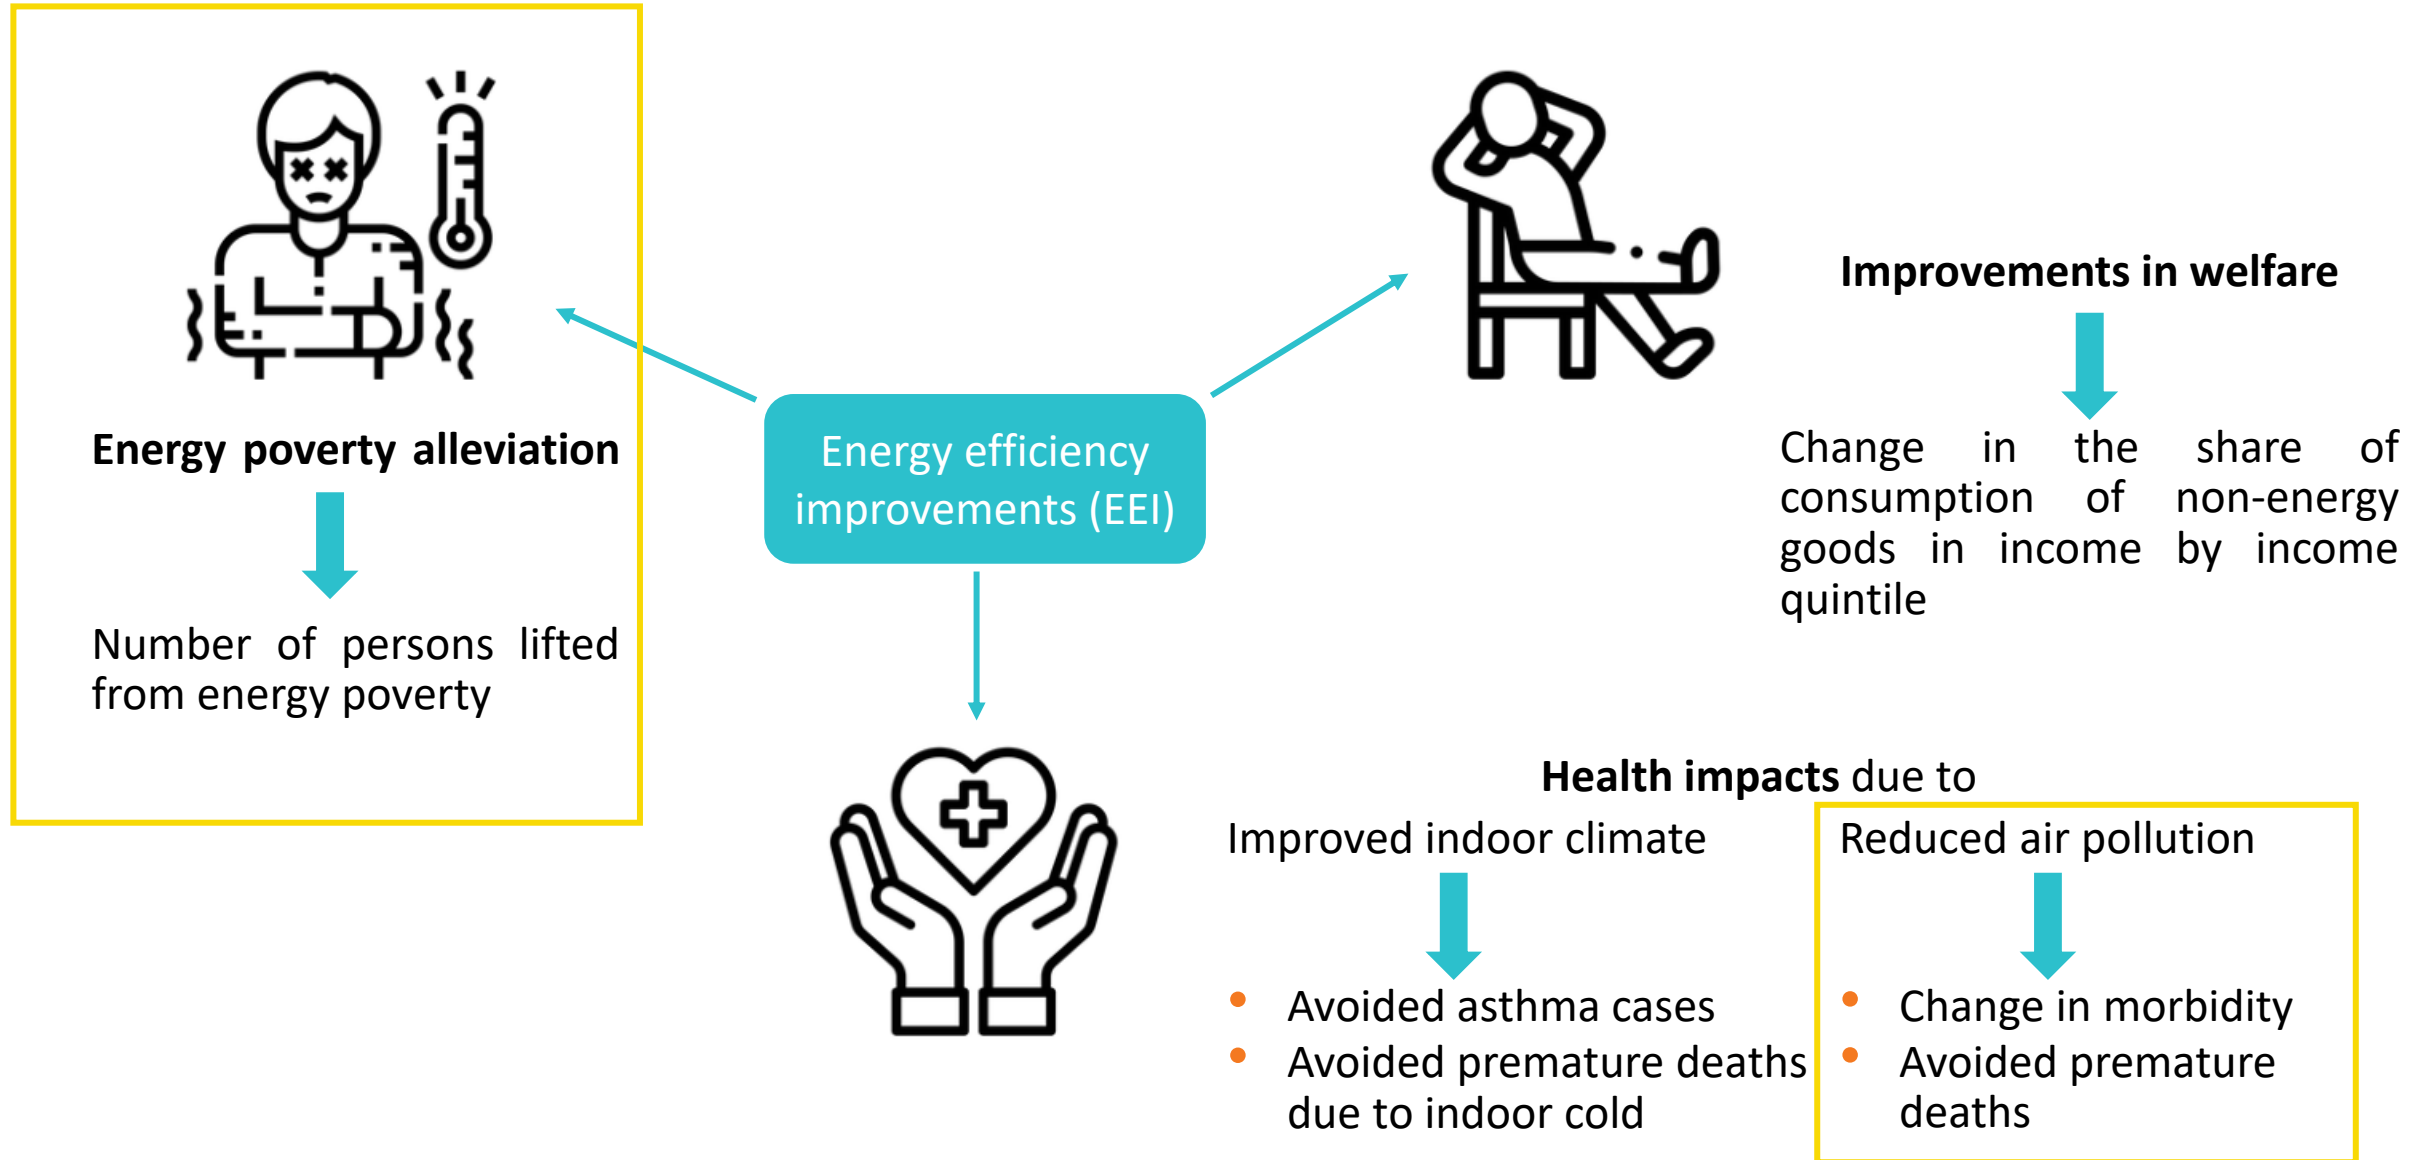 Energy poverty alleviation
Number of persons lifted
from energy poverty
Energy efficiency
improvements (EEI)
Improvements in welfare
Change in the share of
consumption of non-energy
goods in income by income
quintile
Health impacts due to
Improved indoor climate
• Avoided asthma cases
• Avoided premature deaths
due to indoor cold
Reduced air pollution
• Change in morbidity
• Avoided premature
deaths